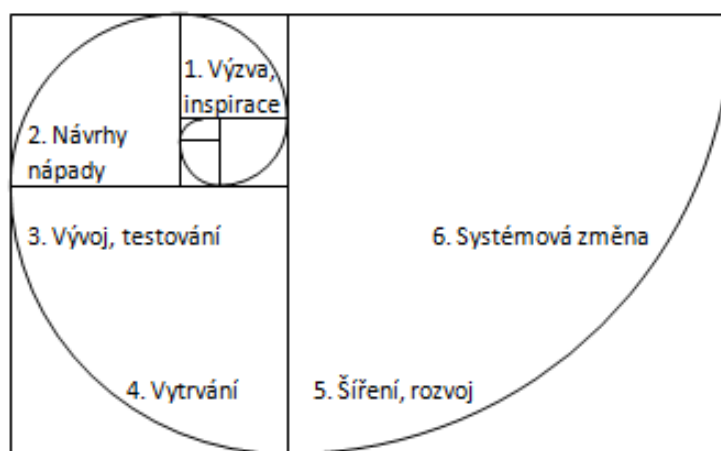 1. Výzva,
inspirace
2. Návrhy
nápady
3. Vývoj, testování
4. Vytrvání
5. Šíření, rozvoj
6. Systémová změna